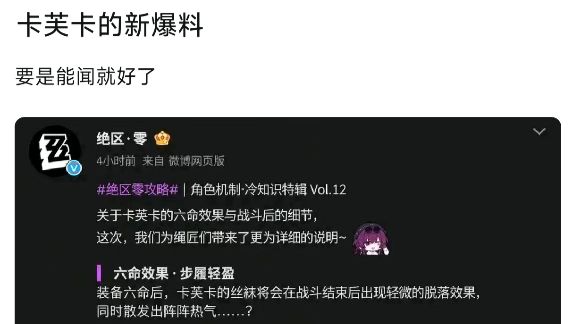 卡芙卡的新爆料
要是能闻就好了
绝区·零
4小时前 来自 微博网页版
#绝区零攻略#｜角色机制·冷知识特辑 Vol.12
关于卡英卡的六命效果与战斗后的细节，
这次，我们为绳匠们带来了更为详细的说明~
六命效果 · 步履轻盈
装备六命后，卡芙卡的丝袜将会在战斗结束后出现轻微的脱落效果，
同时散发出阵阵热气……？